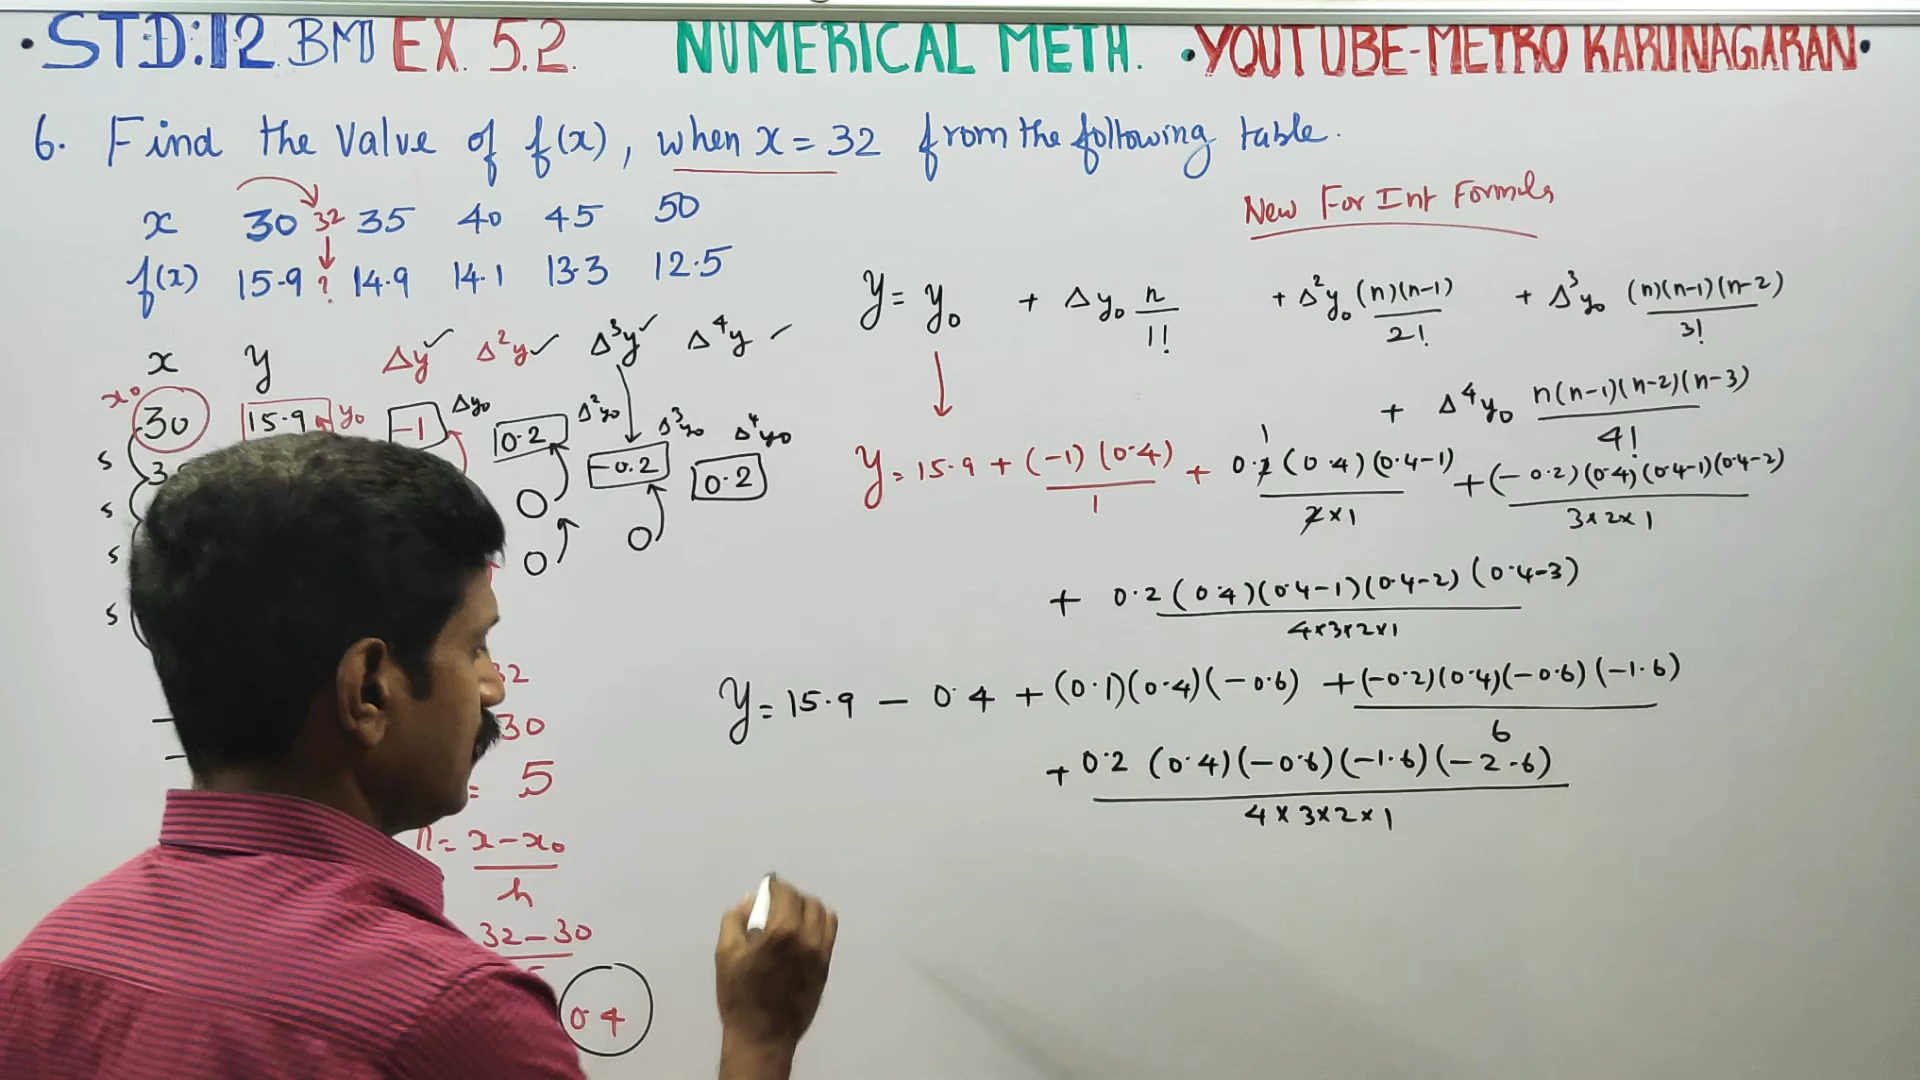 • STD:12 BM EX. 5.2. NUMERICAL METH. • YOUTUBE-METRO KARUNAGARAN •
6. Find the Value of f(x), when x = 32 from the following table.
x 30 32 35 40 45 50
f(x) 15.9 ? 14.9 14.1 13.3 12.5
New For Int Formula
y = y₀ + Δy₀ n/1! + Δ²y₀ (n)(n-1)/2! + Δ³y₀ (n)(n-1)(n-2)/3!
+ Δ⁴y₀ n(n-1)(n-2)(n-3)/4!
x y Δy ✓ Δ²y ✓ Δ³y ✓ Δ⁴y ✓
x₀ 30 15.9 y₀ -1 Δy₀ 0.2 Δ²y₀ -0.2 Δ³y₀ 0.2 Δ⁴y₀
5 3
5 0 0
5 0
5
y = 15.9 + (-1)(0.4)/1 + 0.2 1 (0.4)(0.4-1)/2×1 + (-0.2)(0.4)(0.4-1)(0.4-2)/3×2×1
+ 0.2(0.4)(0.4-1)(0.4-2)(0.4-3)/4×3×2×1
y = 15.9 - 0.4 + (0.1)(0.4)(-0.6) + (-0.2)(0.4)(-0.6)(-1.6)/6
+ 0.2(0.4)(-0.6)(-1.6)(-2.6)/4×3×2×1
32
30
= 5
n = x-x₀/h
32-30
0.4